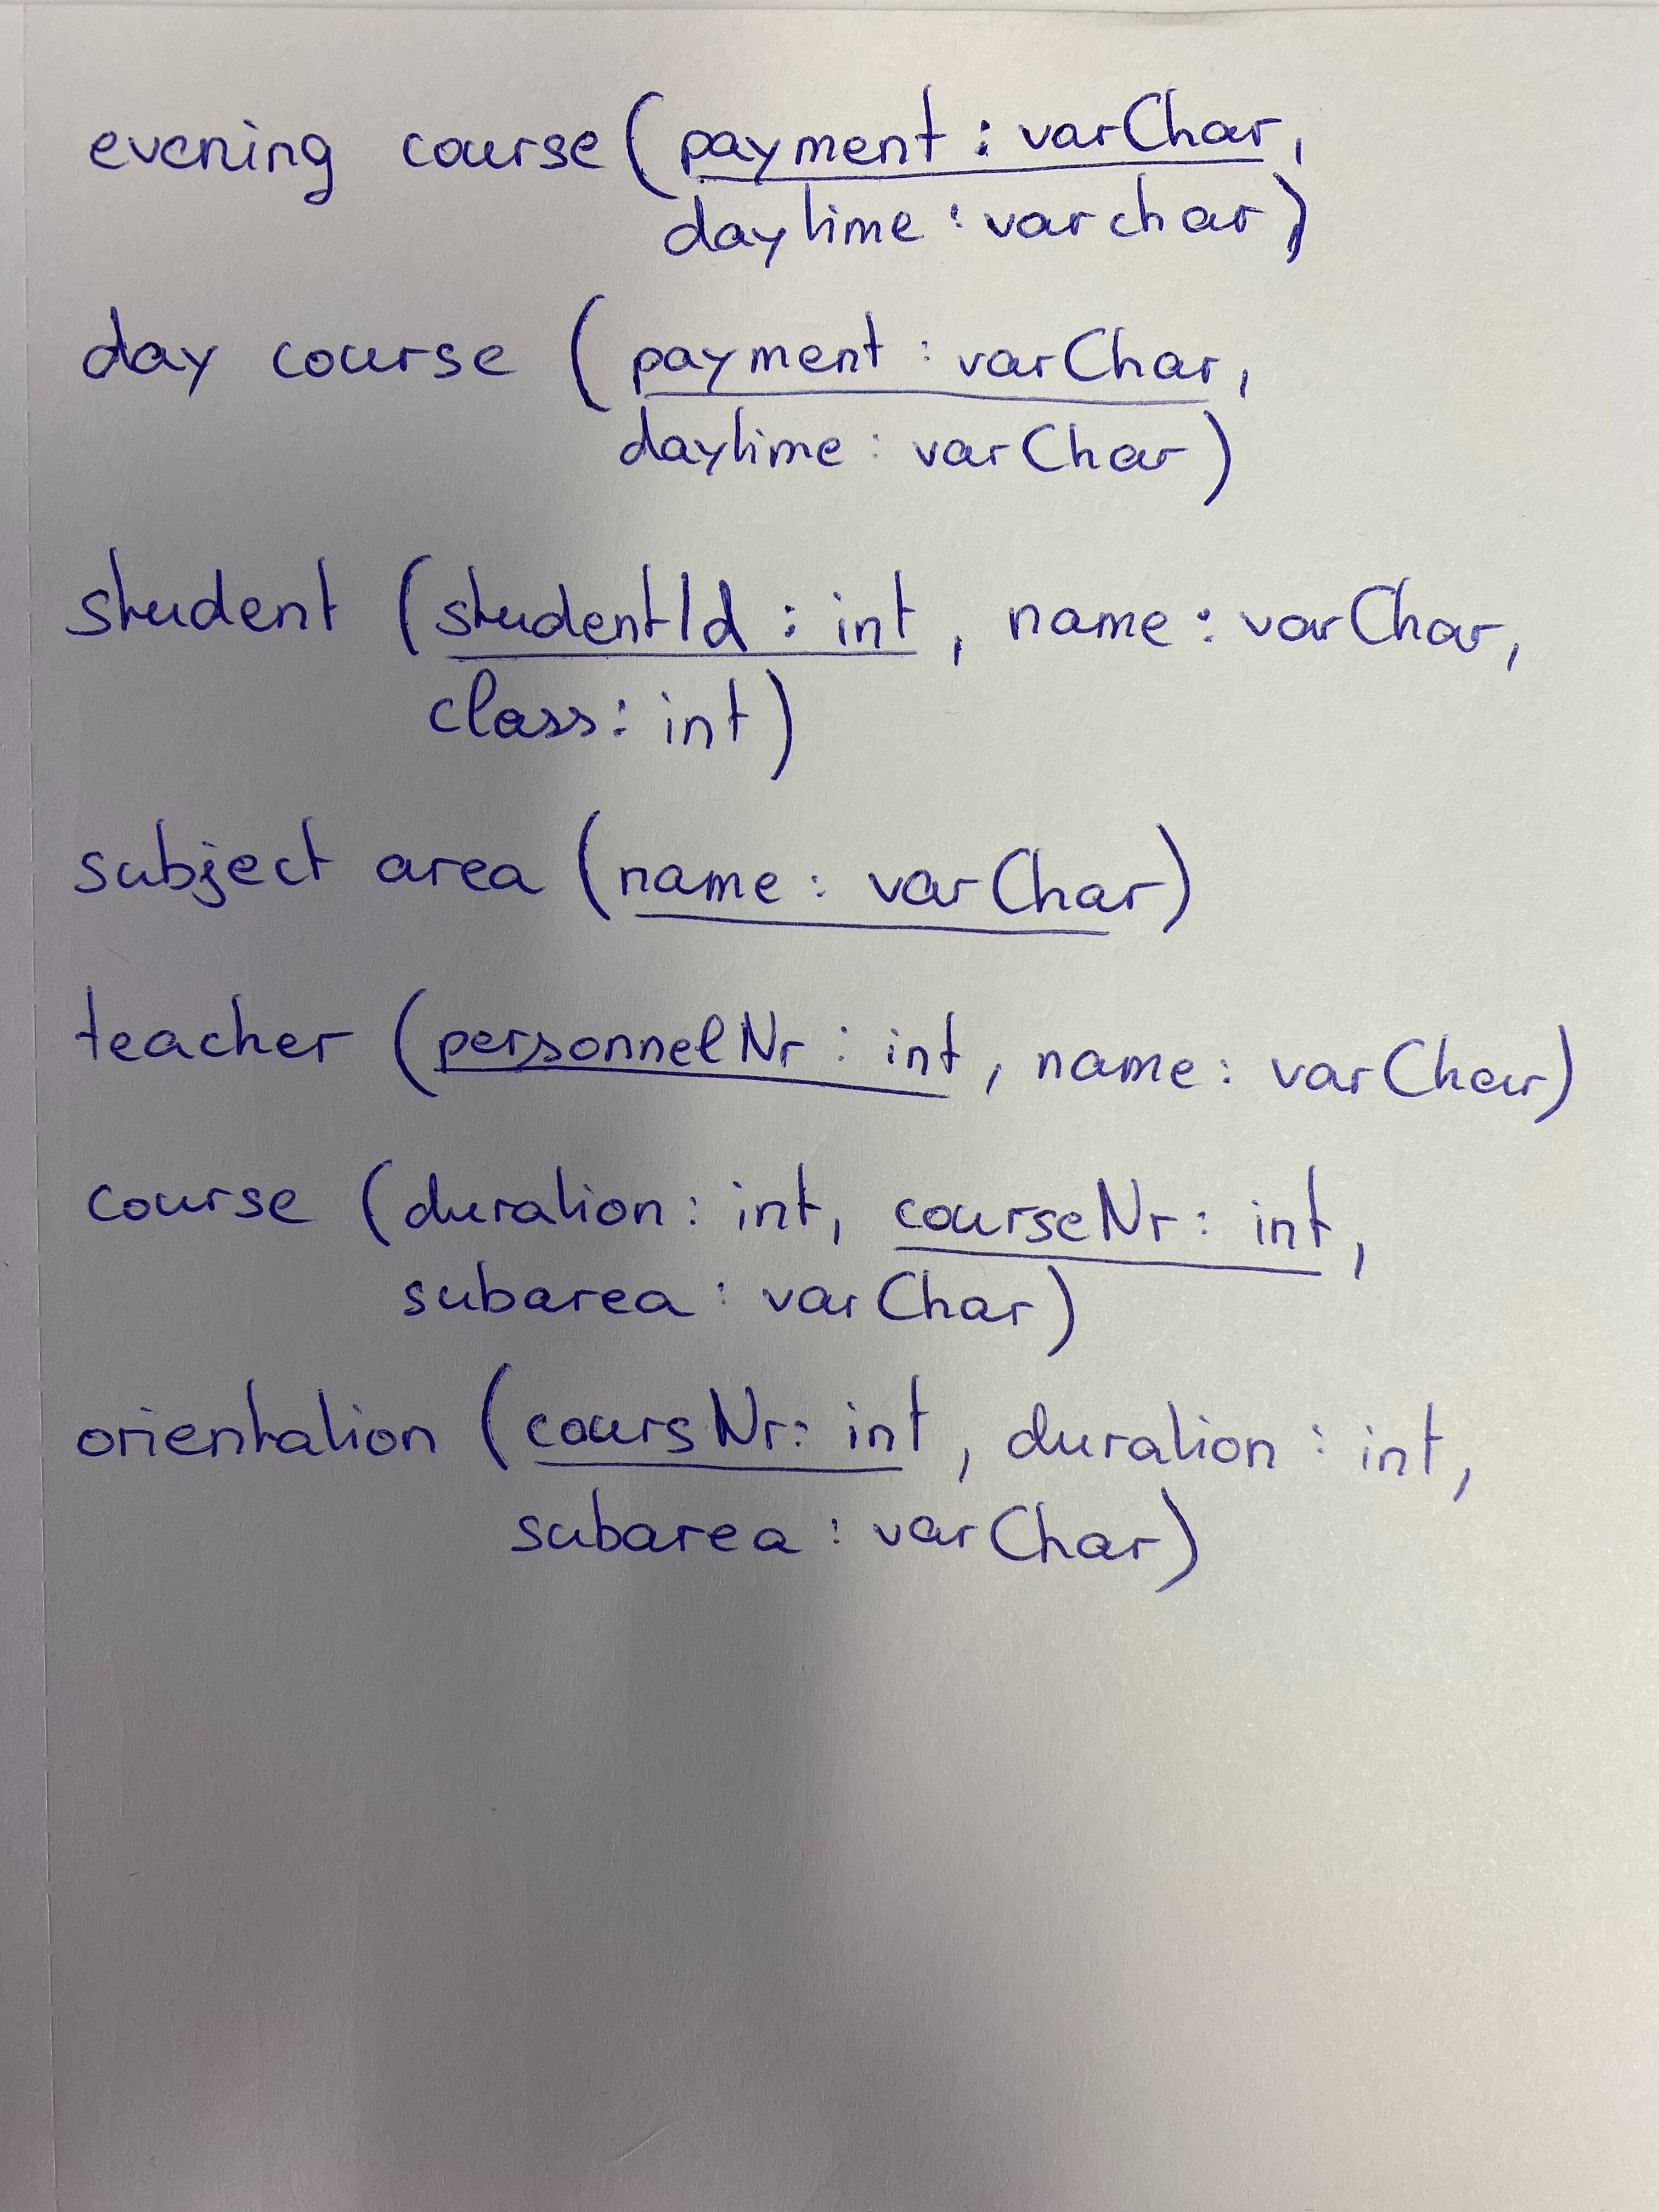 evening course (payment : varChar,
daytime : varchar)
day course (payment : varChar,
daytime : varChar)
student (studentId : int, name : varChar,
class : int)
subject area (name : varChar)
teacher (personnelNr : int, name : varChar)
course (duration : int, courseNr : int,
subarea : varChar)
orientation (coursNr : int, duration : int,
subarea : varChar)